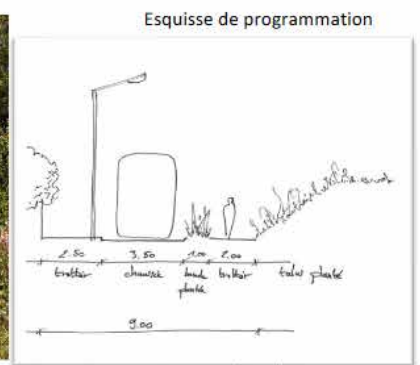 Esquisse de programmation
2.50 3.50 1.00 2.00
trottoir chaussée bande trottoir talus planté
plantée
9.00